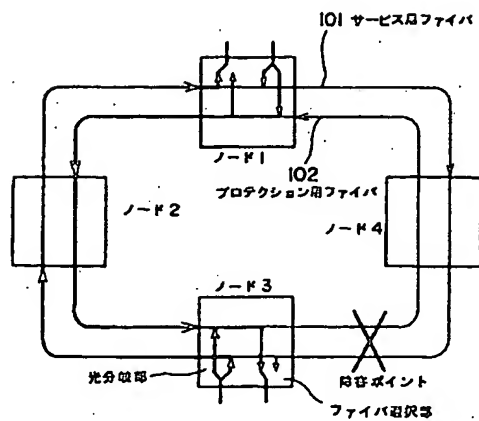 101 サービス用ファイバ
ノード1
102
プロテクション用ファイバ
ノード2
ノード4
ノード3
光分岐部
障害ポイント
ファイバ選択部